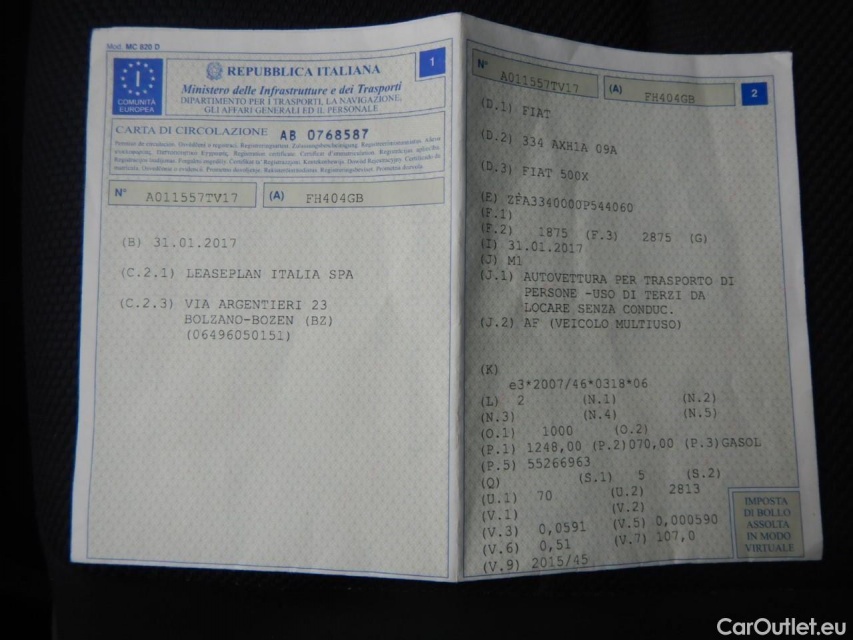 Mod. MC 820 D
I
COMUNITÀ
EUROPEA
REPUBBLICA ITALIANA
Ministero delle Infrastrutture e dei Trasporti
DIPARTIMENTO PER I TRASPORTI, LA NAVIGAZIONE,
GLI AFFARI GENERALI ED IL PERSONALE
1
CARTA DI CIRCOLAZIONE AB 0768587
N° A011557TV17 (A) FH404GB
(B) 31.01.2017
(C.2.1) LEASEPLAN ITALIA SPA
(C.2.3) VIA ARGENTIERI 23
BOLZANO-BOZEN (BZ)
(06496050151)
N° A011557TV17 (A) FH404GB 2
(D.1) FIAT
(D.2) 334 AXH1A 09A
(D.3) FIAT 500X
(E) ZFA3340000P544060
(F.1)
(F.2) 1875 (F.3) 2875 (G)
(I) 31.01.2017
(J) M1
(J.1) AUTOVETTURA PER TRASPORTO DI
PERSONE -USO DI TERZI DA
LOCARE SENZA CONDUC.
(J.2) AF (VEICOLO MULTIUSO)
(K)
e3*2007/46*0318*06
(L) 2 (N.1) (N.2)
(N.3) (N.4) (N.5)
(O.1) 1000 (O.2)
(P.1) 1248,00 (P.2)070,00 (P.3)GASOL
(P.5) 55266963
(Q) (S.1) 5 (S.2)
(U.1) 70 (U.2) 2813
(V.1) (V.2)
(V.3) 0,0591 (V.5) 0,000590
(V.6) 0,51 (V.7) 107,0
(V.9) 2015/45
IMPOSTA
DI BOLLO
ASSOLTA
IN MODO
VIRTUALE
CarOutlet.eu